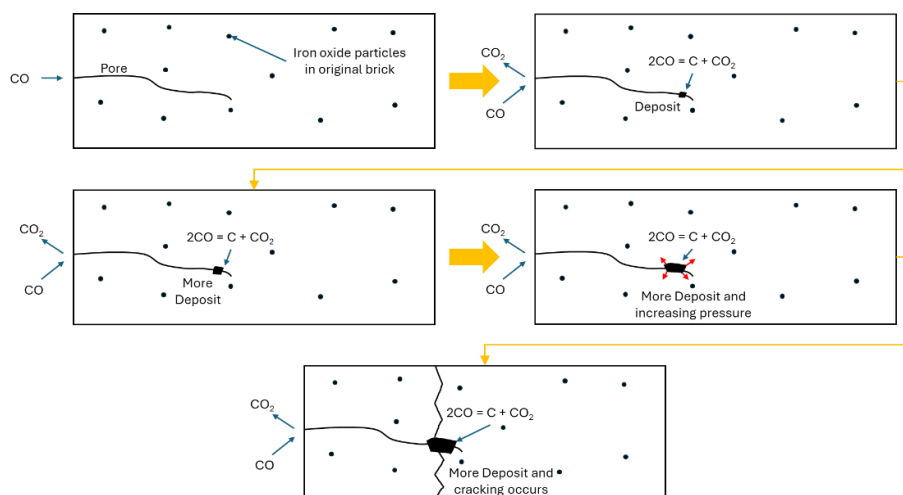 Iron oxide particles
in original brick
CO
Pore
CO₂
2CO = C + CO₂
Deposit
CO
CO₂
2CO = C + CO₂
CO
More
Deposit
CO₂
2CO = C + CO₂
CO
More Deposit and
increasing pressure
CO₂
2CO = C + CO₂
CO
More Deposit and
cracking occurs